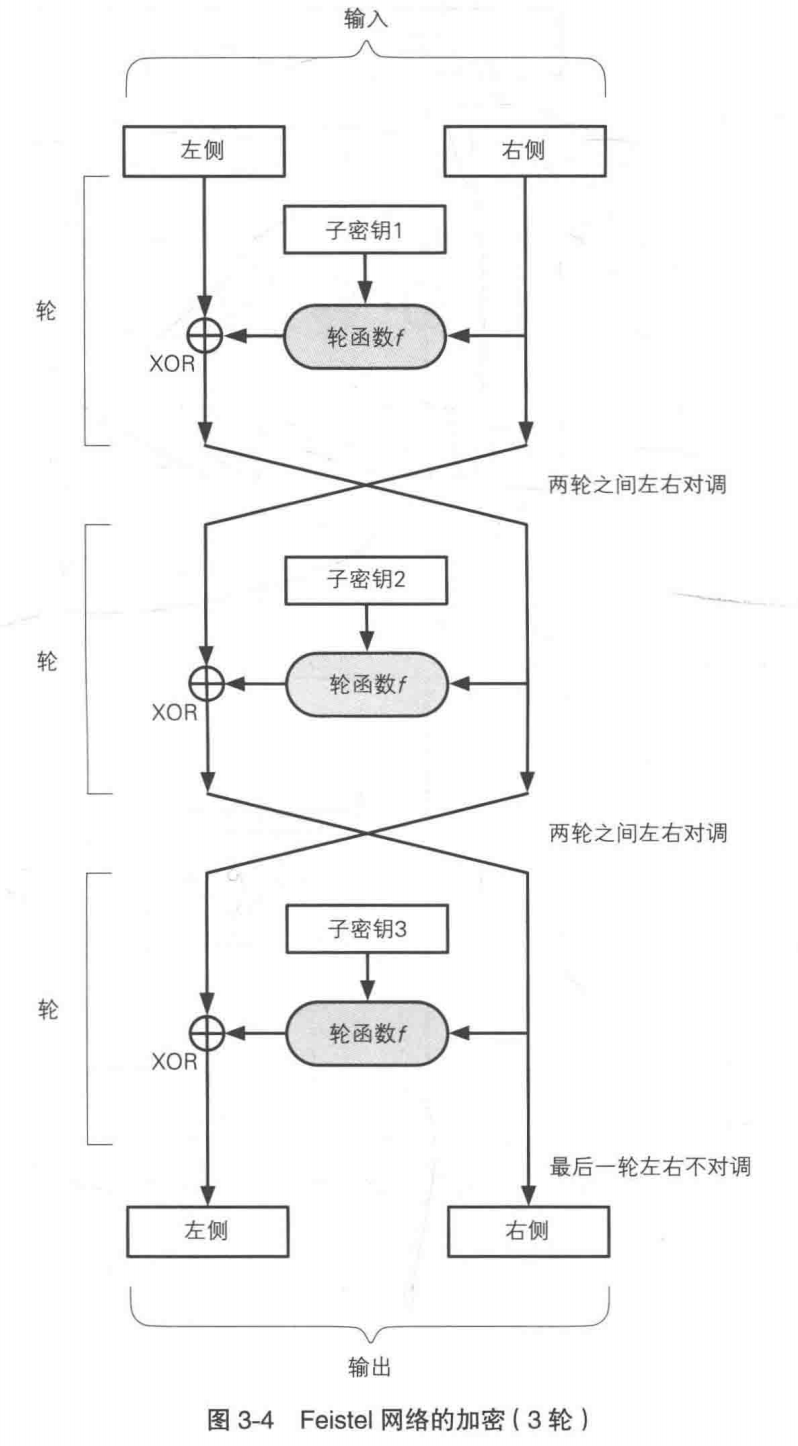 输入
左侧
右侧
子密钥1
轮
轮函数f
XOR
两轮之间左右对调
子密钥2
轮
轮函数f
XOR
两轮之间左右对调
子密钥3
轮
轮函数f
XOR
最后一轮左右不对调
左侧
右侧
输出
图 3-4 Feistel 网络的加密（3 轮）